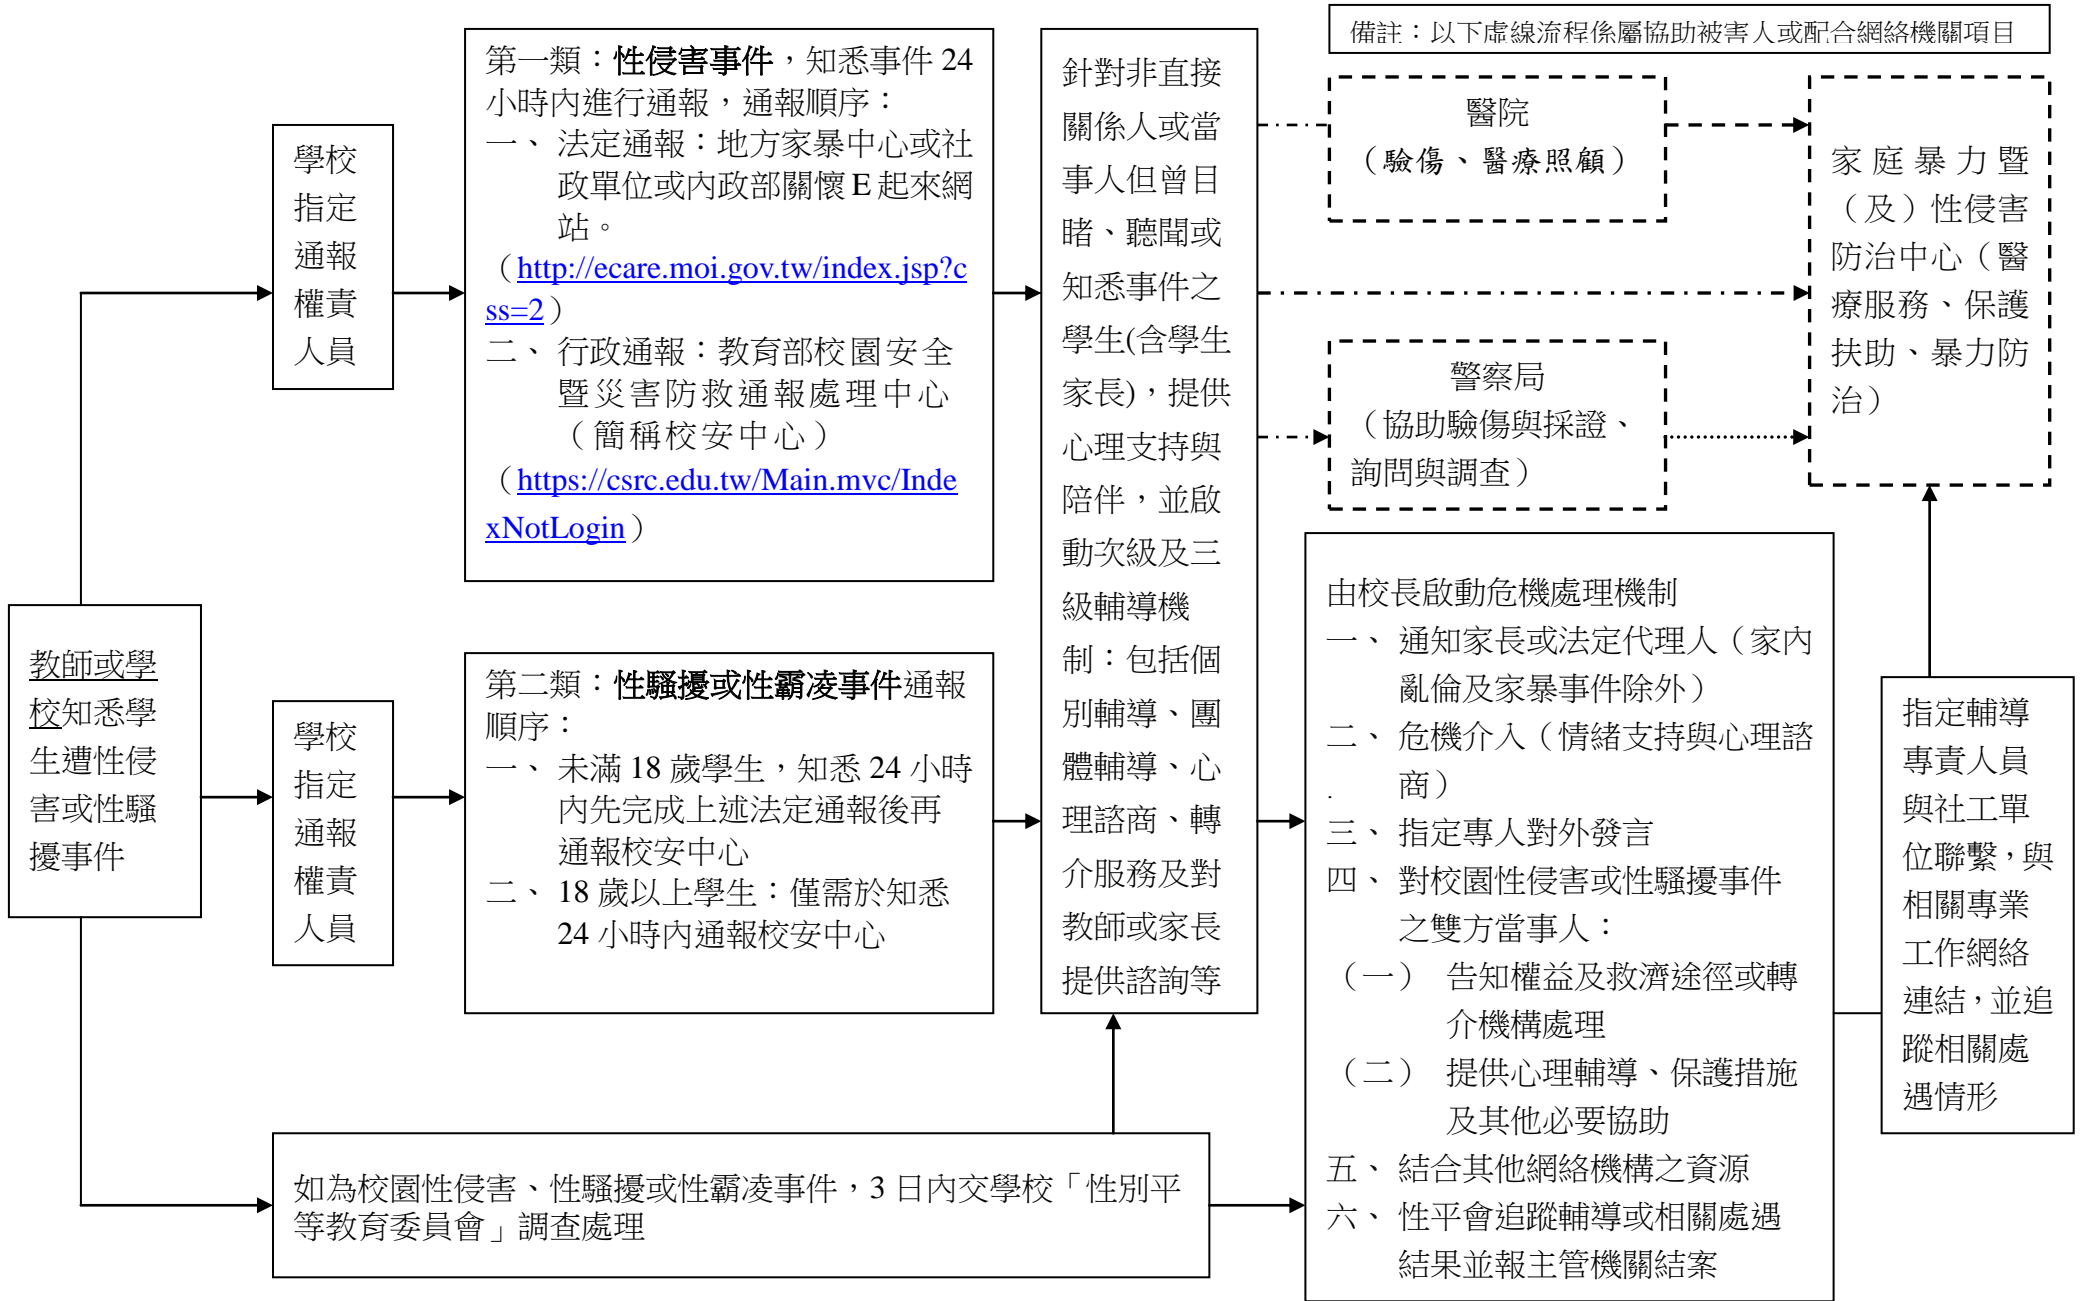 備註：以下虛線流程係屬協助被害人或配合網絡機關項目
教師或學
校知悉學
生遭性侵
害或性騷
擾事件
學校
指定
通報
權責
人員
第一類：性侵害事件，知悉事件 24
小時內進行通報，通報順序：
一、 法定通報：地方家暴中心或社
政單位或內政部關懷 E 起來網
站。
（http://ecare.moi.gov.tw/index.jsp?c
ss=2）
二、 行政通報：教育部校園安全
暨災害防救通報處理中心
（簡稱校安中心）
（https://csrc.edu.tw/Main.mvc/Inde
xNotLogin）
學校
指定
通報
權責
人員
第二類：性騷擾或性霸凌事件通報
順序：
一、 未滿 18 歲學生，知悉 24 小時
內先完成上述法定通報後再
通報校安中心
二、 18 歲以上學生：僅需於知悉
24 小時內通報校安中心
如為校園性侵害、性騷擾或性霸凌事件，3 日內交學校「性別平
等教育委員會」調查處理
針對非直接
關係人或當
事人但曾目
睹、聽聞或
知悉事件之
學生(含學生
家長)，提供
心理支持與
陪伴，並啟
動次級及三
級輔導機
制：包括個
別輔導、團
體輔導、心
理諮商、轉
介服務及對
教師或家長
提供諮詢等
醫院
（驗傷、醫療照顧）
警察局
（協助驗傷與採證、
詢問與調查）
家庭暴力暨
（及）性侵害
防治中心（醫
療服務、保護
扶助、暴力防
治）
由校長啟動危機處理機制
一、 通知家長或法定代理人（家內
亂倫及家暴事件除外）
二、 危機介入（情緒支持與心理諮
. 商）
三、 指定專人對外發言
四、 對校園性侵害或性騷擾事件
之雙方當事人：
（一） 告知權益及救濟途徑或轉
介機構處理
（二） 提供心理輔導、保護措施
及其他必要協助
五、 結合其他網絡機構之資源
六、 性平會追蹤輔導或相關處遇
結果並報主管機關結案
指定輔導
專責人員
與社工單
位聯繫，與
相關專業
工作網絡
連結，並追
蹤相關處
遇情形